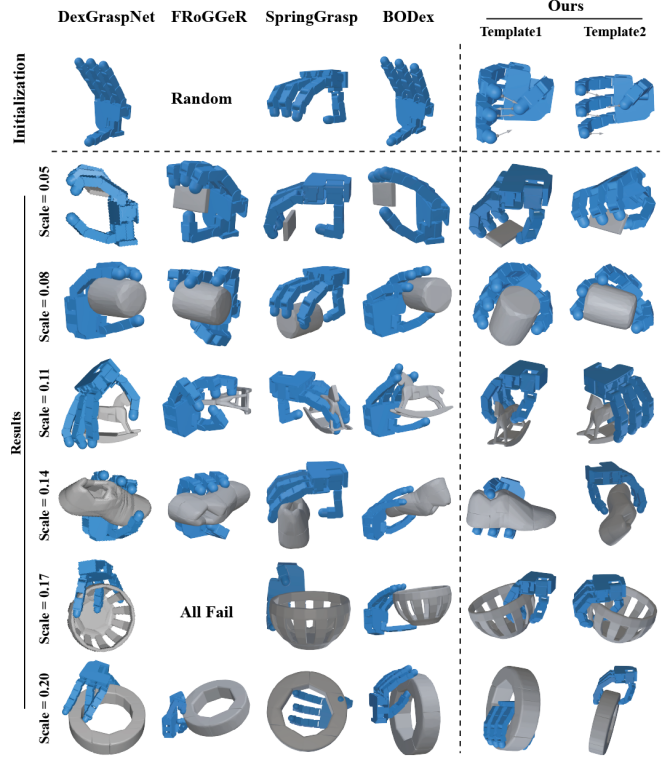 DexGraspNet FRoGGeR SpringGrasp BODex Ours
Template1 Template2
Initialization
Random
Results
Scale = 0.05
Scale = 0.08
Scale = 0.11
Scale = 0.14
Scale = 0.17
All Fail
Scale = 0.20